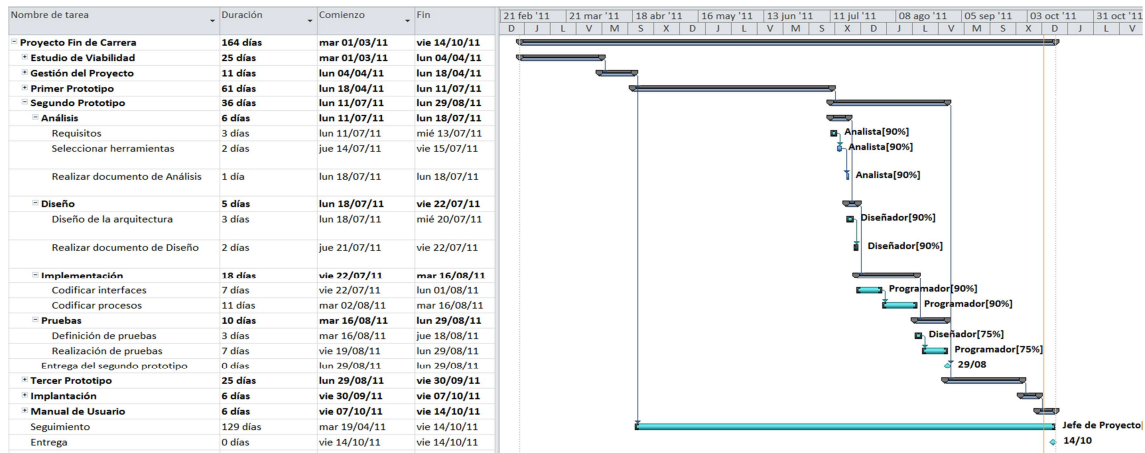 Nombre de tarea Duración Comienzo Fin 21 feb '11 21 mar '11 18 abr '11 16 may '11 13 jun '11 11 jul '11 08 ago '11 05 sep '11 03 oct '11 31 oct '11
D J L V M S X D J L V M S X D J L V M S X D J L V
Proyecto Fin de Carrera 164 días mar 01/03/11 vie 14/10/11
Estudio de Viabilidad 25 días mar 01/03/11 lun 04/04/11
Gestión del Proyecto 11 días lun 04/04/11 lun 18/04/11
Primer Prototipo 61 días lun 18/04/11 lun 11/07/11
Segundo Prototipo 36 días lun 11/07/11 lun 29/08/11
Análisis 6 días lun 11/07/11 lun 18/07/11
Requisitos 3 días lun 11/07/11 mié 13/07/11 Analista[90%]
Seleccionar herramientas 2 días jue 14/07/11 vie 15/07/11 Analista[90%]
Realizar documento de Análisis 1 día lun 18/07/11 lun 18/07/11 Analista[90%]
Diseño 5 días lun 18/07/11 vie 22/07/11
Diseño de la arquitectura 3 días lun 18/07/11 mié 20/07/11 Diseñador[90%]
Realizar documento de Diseño 2 días jue 21/07/11 vie 22/07/11 Diseñador[90%]
Implementación 18 días vie 22/07/11 mar 16/08/11
Codificar interfaces 7 días vie 22/07/11 lun 01/08/11 Programador[90%]
Codificar procesos 11 días mar 02/08/11 mar 16/08/11 Programador[90%]
Pruebas 10 días mar 16/08/11 lun 29/08/11
Definición de pruebas 3 días mar 16/08/11 jue 18/08/11 Diseñador[75%]
Realización de pruebas 7 días vie 19/08/11 lun 29/08/11 Programador[75%]
Entrega del segundo prototipo 0 días lun 29/08/11 lun 29/08/11 29/08
Tercer Prototipo 25 días lun 29/08/11 vie 30/09/11
Implantación 6 días vie 30/09/11 vie 07/10/11
Manual de Usuario 6 días vie 07/10/11 vie 14/10/11
Seguimiento 129 días mar 19/04/11 vie 14/10/11 Jefe de Proyecto[
Entrega 0 días vie 14/10/11 vie 14/10/11 14/10